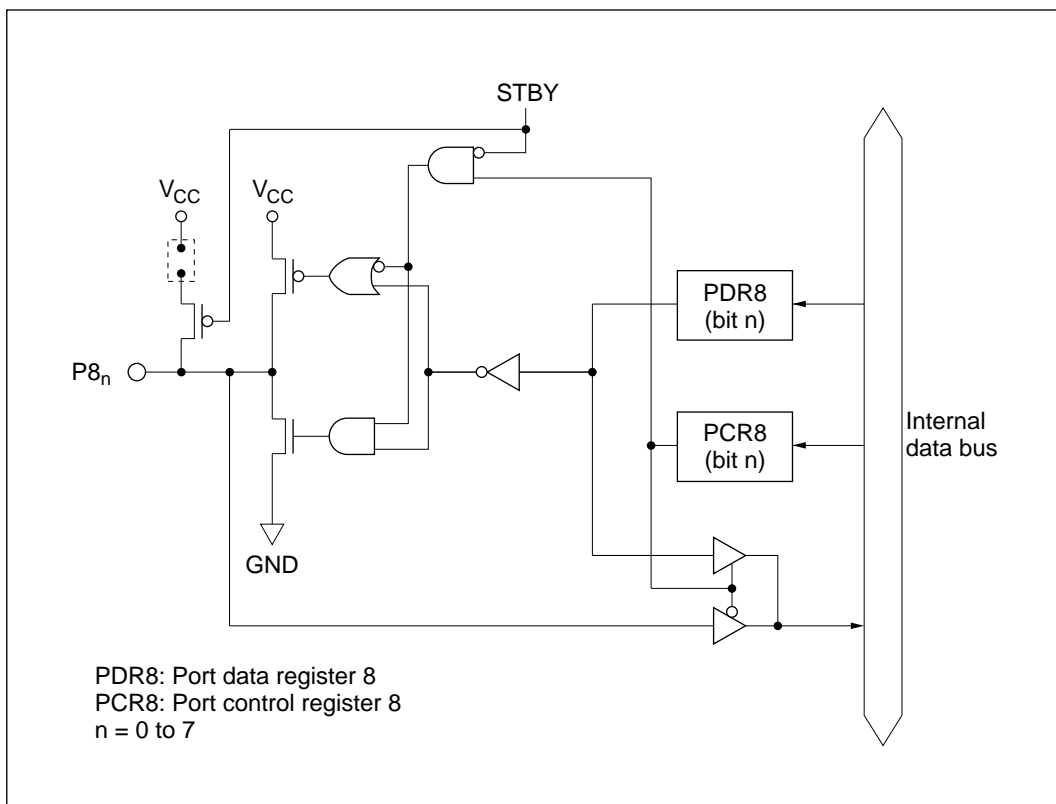 STBY
VCC
VCC
PDR8
(bit n)
P8n
PCR8
(bit n)
Internal
data bus
GND
PDR8: Port data register 8
PCR8: Port control register 8
n = 0 to 7